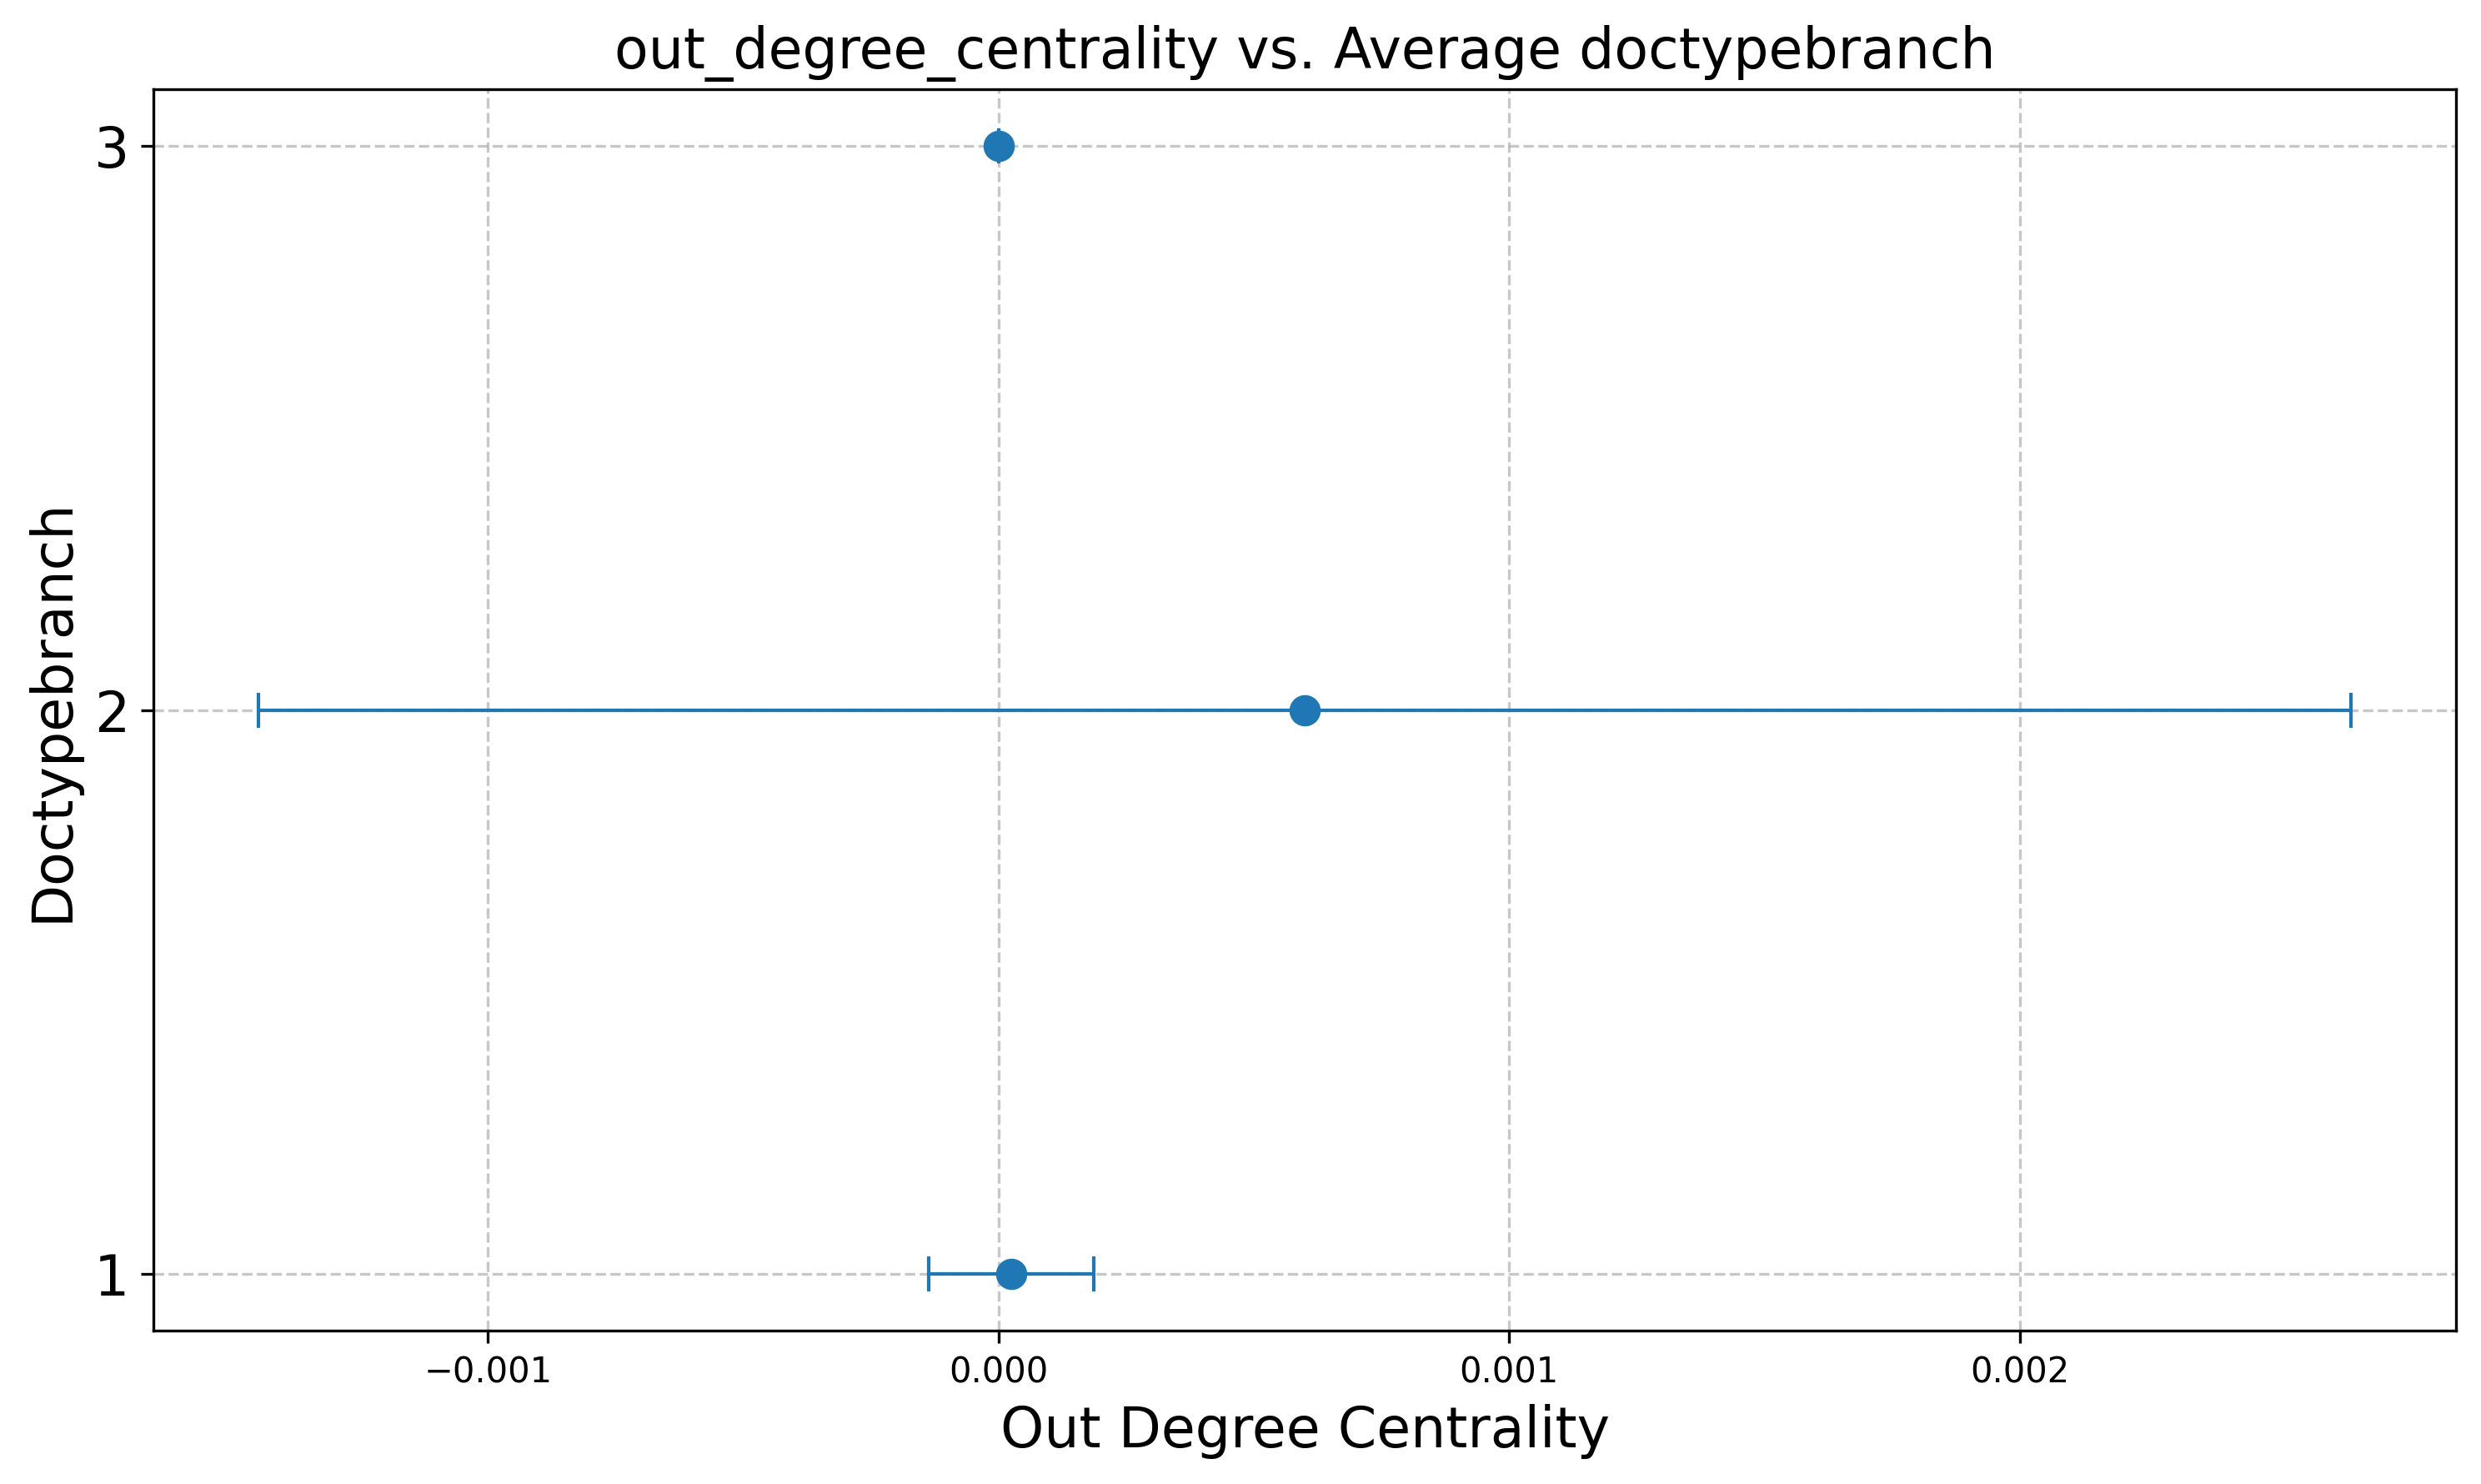 out_degree_centrality vs. Average doctypebranch
3
2
1
Doctypebranch
−0.001
0.000
0.001
0.002
Out Degree Centrality